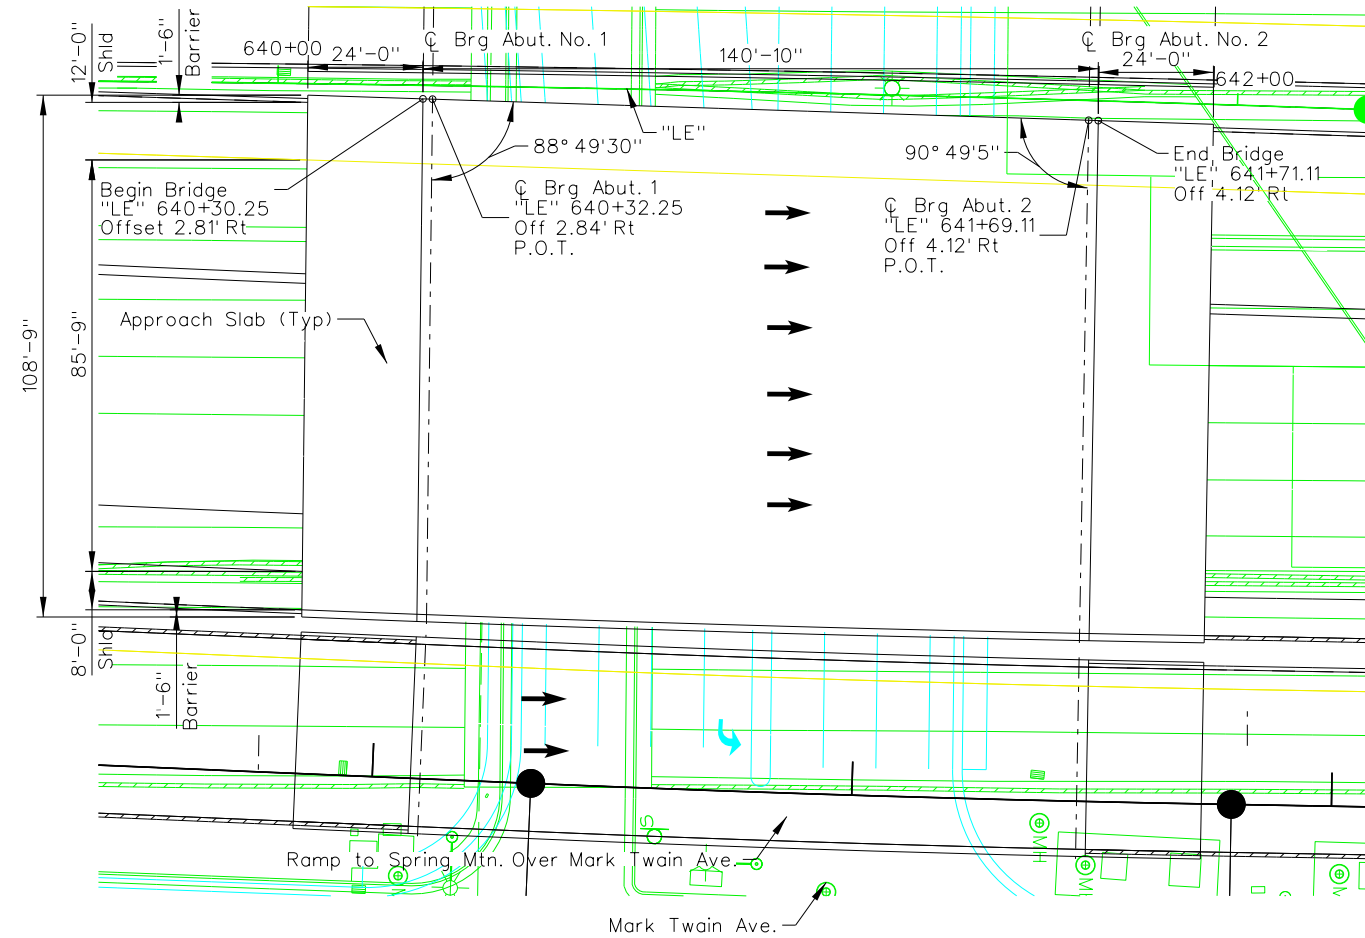 12'-0"
Shld
1'-6"
Barrier
640+00
24'-0"
℄ Brg Abut. No. 1
140'-10"
℄ Brg Abut. No. 2
24'-0"
642+00
"LE"
88° 49'30"
90° 49'5"
Begin Bridge
"LE" 640+30.25
Offset 2.81' Rt
℄ Brg Abut. 1
"LE" 640+32.25
Off 2.84' Rt
P.O.T.
℄ Brg Abut. 2
"LE" 641+69.11
Off 4.12' Rt
P.O.T.
End Bridge
"LE" 641+71.11
Off 4.12' Rt
Approach Slab (Typ)
108'-9"
85'-9"
8'-0"
Shld
1'-6"
Barrier
Ramp to Spring Mtn. Over Mark Twain Ave.
MH
Mark Twain Ave.